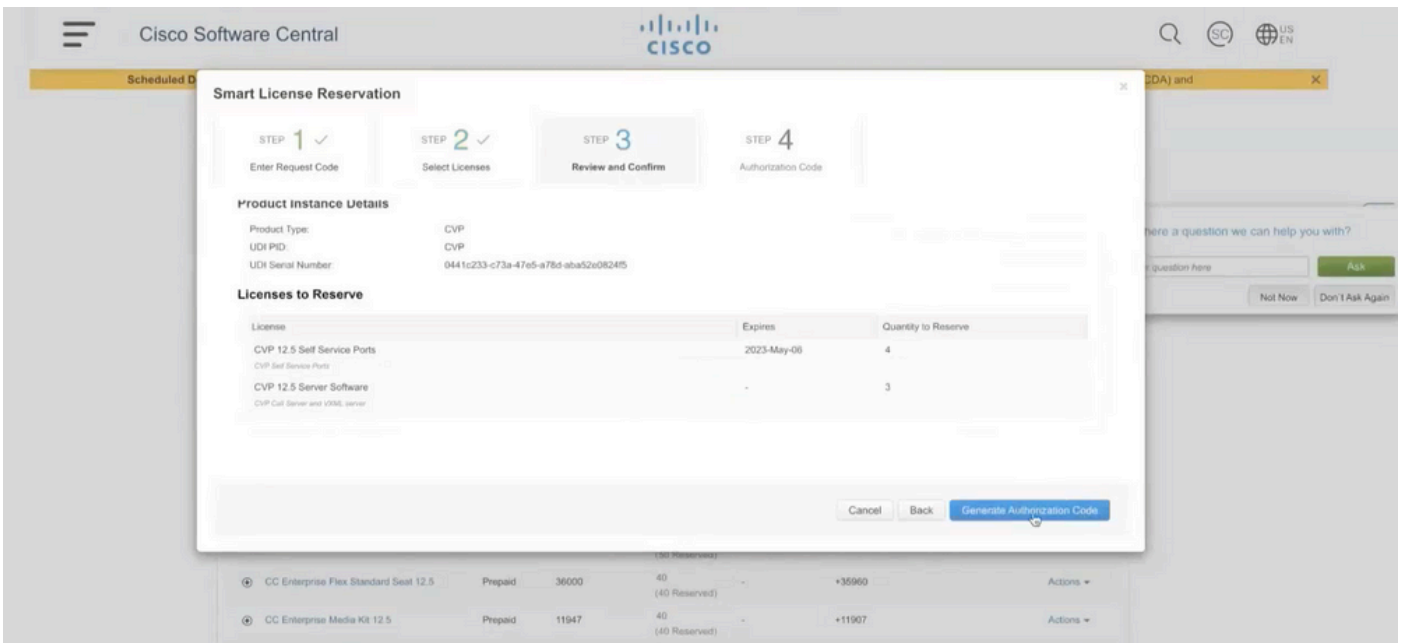 Cisco Software Central
CISCO
SC
US
EN
Scheduled D
CDA) and
Smart License Reservation
STEP 1
Enter Request Code
STEP 2
Select Licenses
STEP 3
Review and Confirm
STEP 4
Authorization Code
Product Instance Details
Product Type: CVP
UDI PID: CVP
UDI Serial Number: 0441c233-c73a-47e5-a78d-aba52e0824f5
Licenses to Reserve
License Expires Quantity to Reserve
CVP 12.5 Self Service Ports 2023-May-06 4
CVP Self Service Ports
CVP 12.5 Server Software - 3
CVP Call Server and VXML server
Cancel Back Generate Authorization Code
here a question we can help you with?
question here Ask
Not Now Don't Ask Again
(50 Reserved)
CC Enterprise Flex Standard Seat 12.5 Prepaid 36000 40 - +35960 Actions
(40 Reserved)
CC Enterprise Media Kit 12.5 Prepaid 11947 40 - +11907 Actions
(40 Reserved)